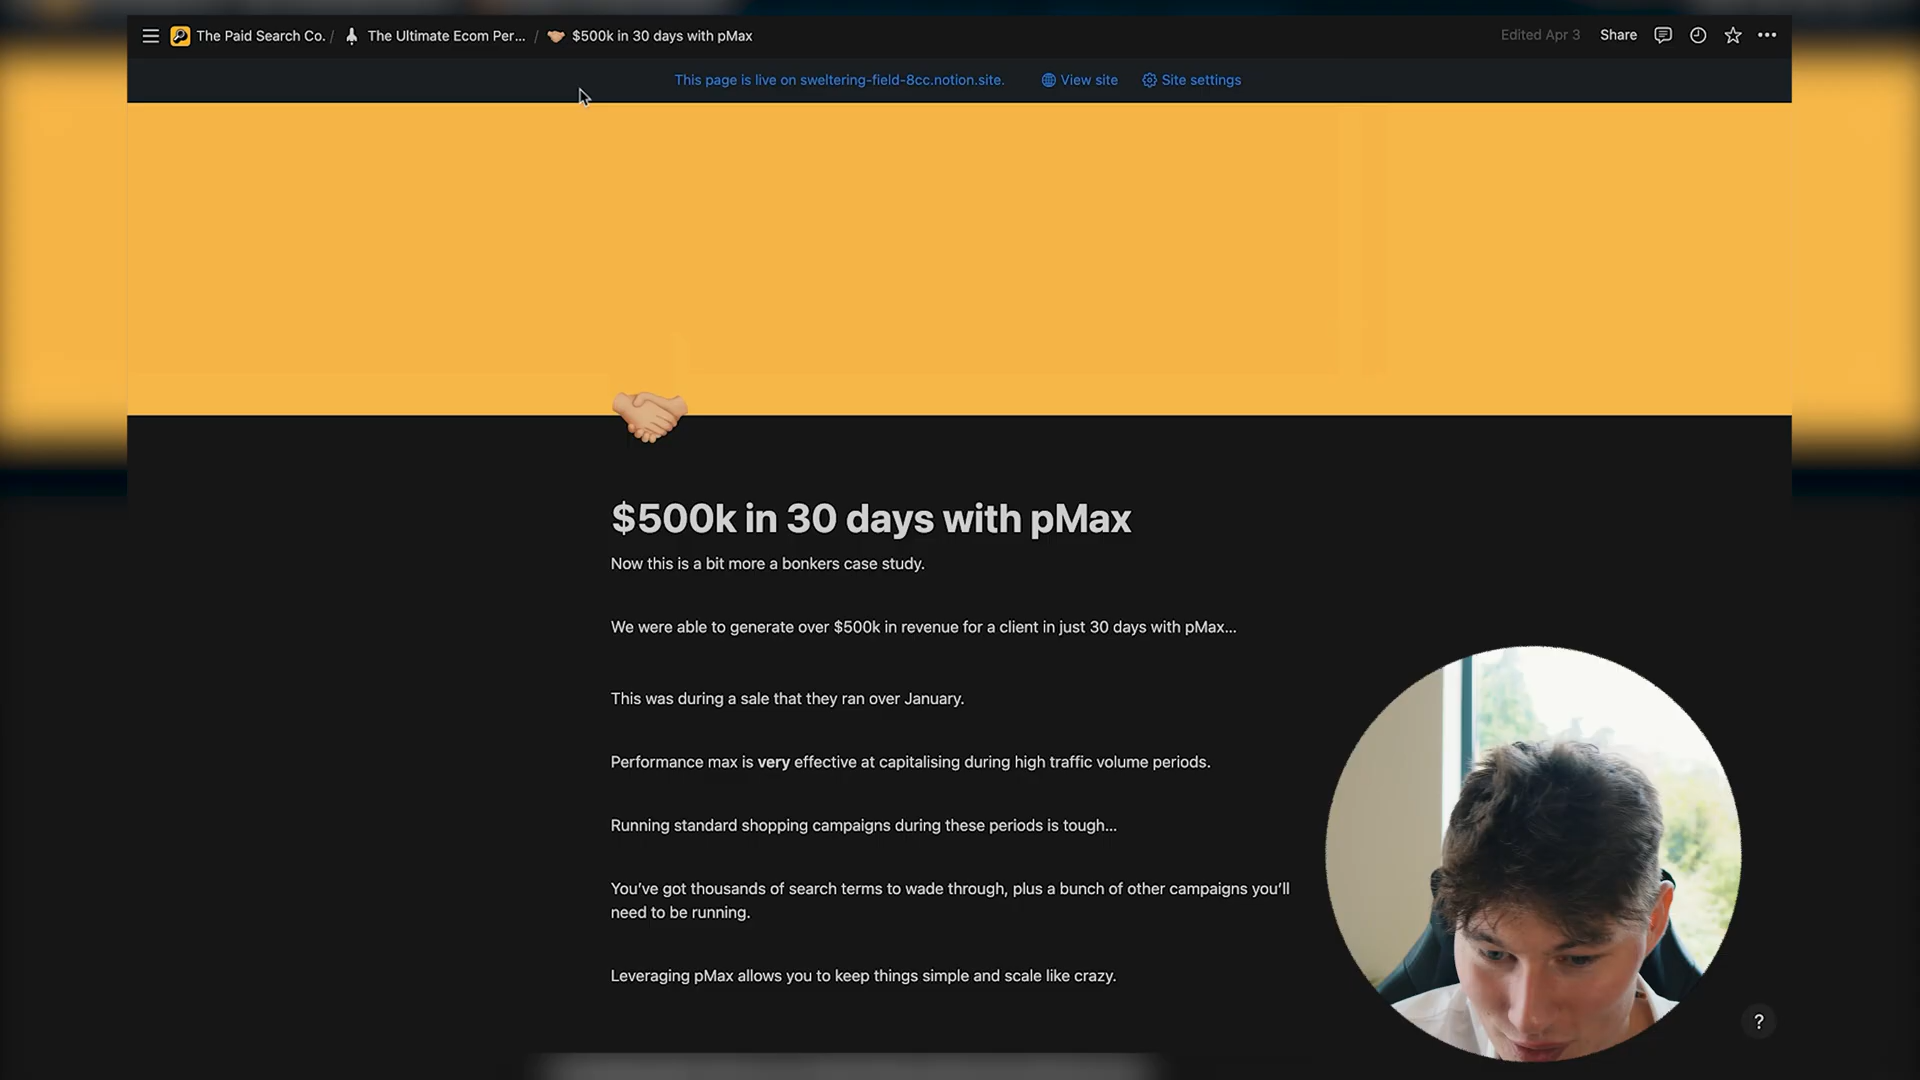 The Paid Search Co. / The Ultimate Ecom Per... / $500k in 30 days with pMax
Edited Apr 3 Share
This page is live on sweltering-field-8cc.notion.site. View site Site settings
$500k in 30 days with pMax
Now this is a bit more a bonkers case study.
We were able to generate over $500k in revenue for a client in just 30 days with pMax...
This was during a sale that they ran over January.
Performance max is very effective at capitalising during high traffic volume periods.
Running standard shopping campaigns during these periods is tough...
You've got thousands of search terms to wade through, plus a bunch of other campaigns you'll
need to be running.
Leveraging pMax allows you to keep things simple and scale like crazy.
?